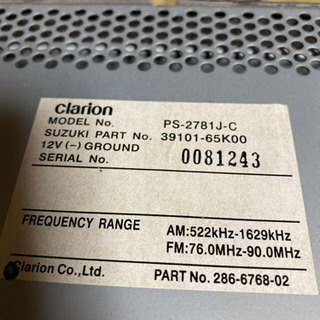 clarion
MODEL No. PS-2781J-C
SUZUKI PART No. 39101-65K00
12V (-) GROUND
SERIAL No. 0081243
FREQUENCY RANGE AM:522kHz-1629kHz
FM:76.0MHz-90.0MHz
Clarion Co.,Ltd. PART No. 286-6768-02